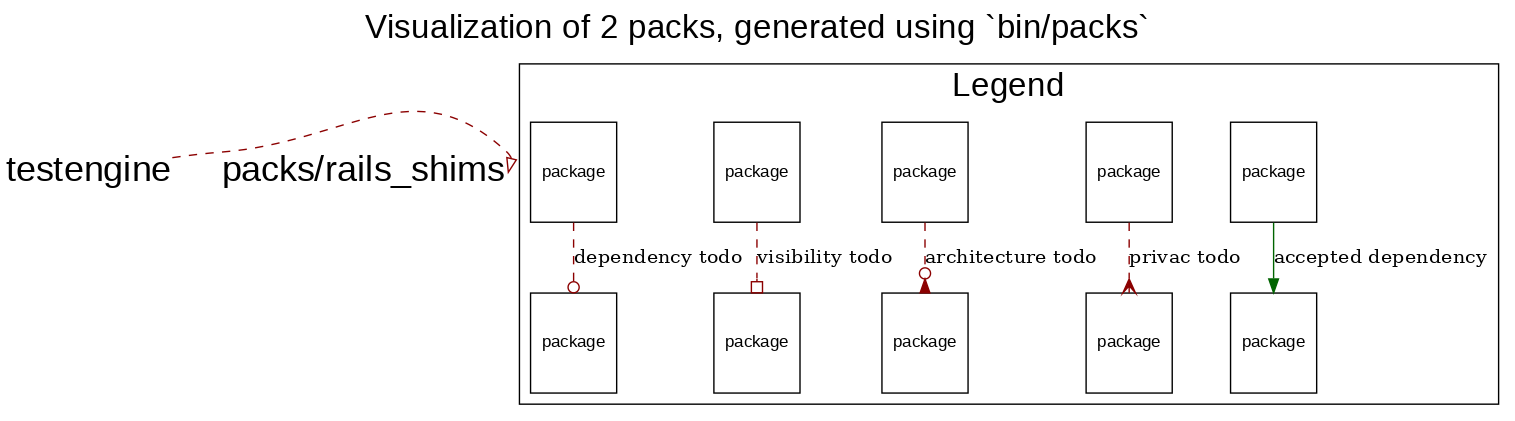 Visualization of 2 packs, generated using `bin/packs`
Legend
testengine
packs/rails_shims
package package package package package
dependency todo visibility todo architecture todo privac todo accepted dependency
package package package package package